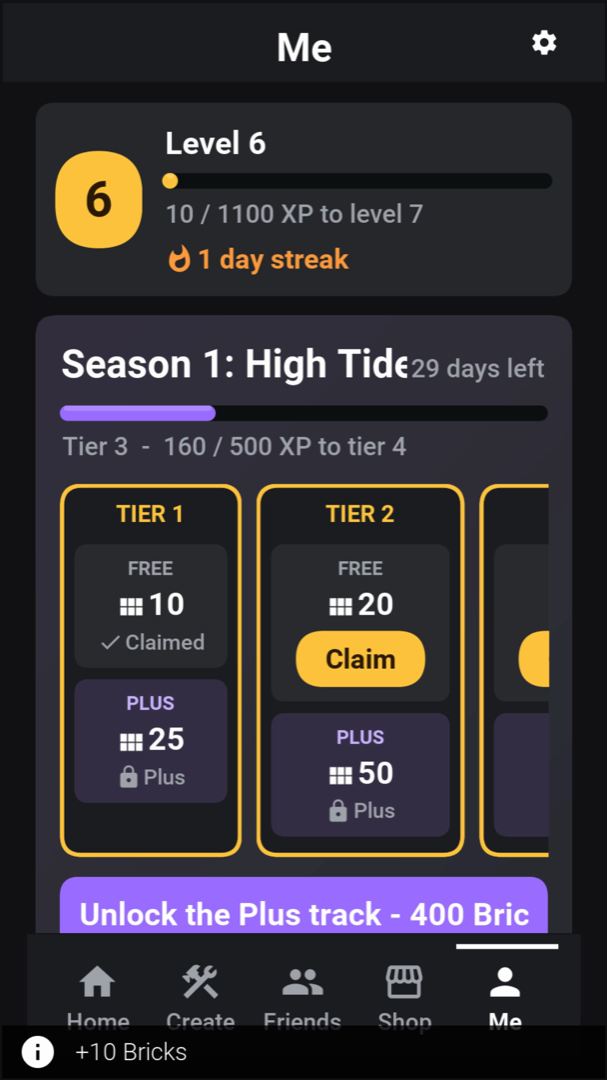 Me
Level 6
6
10 / 1100 XP to level 7
1 day streak
Season 1: High Tide
29 days left
Tier 3 - 160 / 500 XP to tier 4
TIER 1
FREE
10
Claimed
PLUS
25
Plus
TIER 2
FREE
20
Claim
PLUS
50
Plus
Unlock the Plus track - 400 Bric
Home
Create
Friends
Shop
Me
+10 Bricks